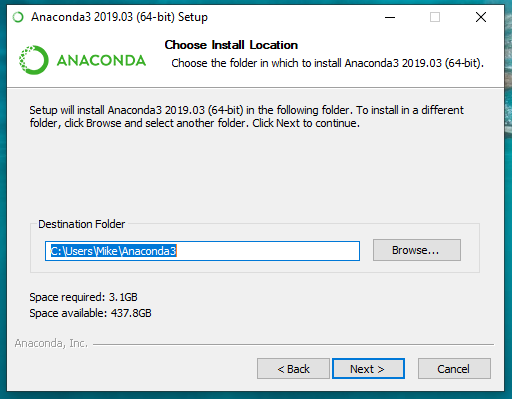 Anaconda3 2019.03 (64-bit) Setup
Choose Install Location
Choose the folder in which to install Anaconda3 2019.03 (64-bit).
ANACONDA
Setup will install Anaconda3 2019.03 (64-bit) in the following folder. To install in a different
folder, click Browse and select another folder. Click Next to continue.
Destination Folder
C:\Users\Mike\Anaconda3
Browse...
Space required: 3.1GB
Space available: 437.8GB
Anaconda, Inc.
< Back
Next >
Cancel